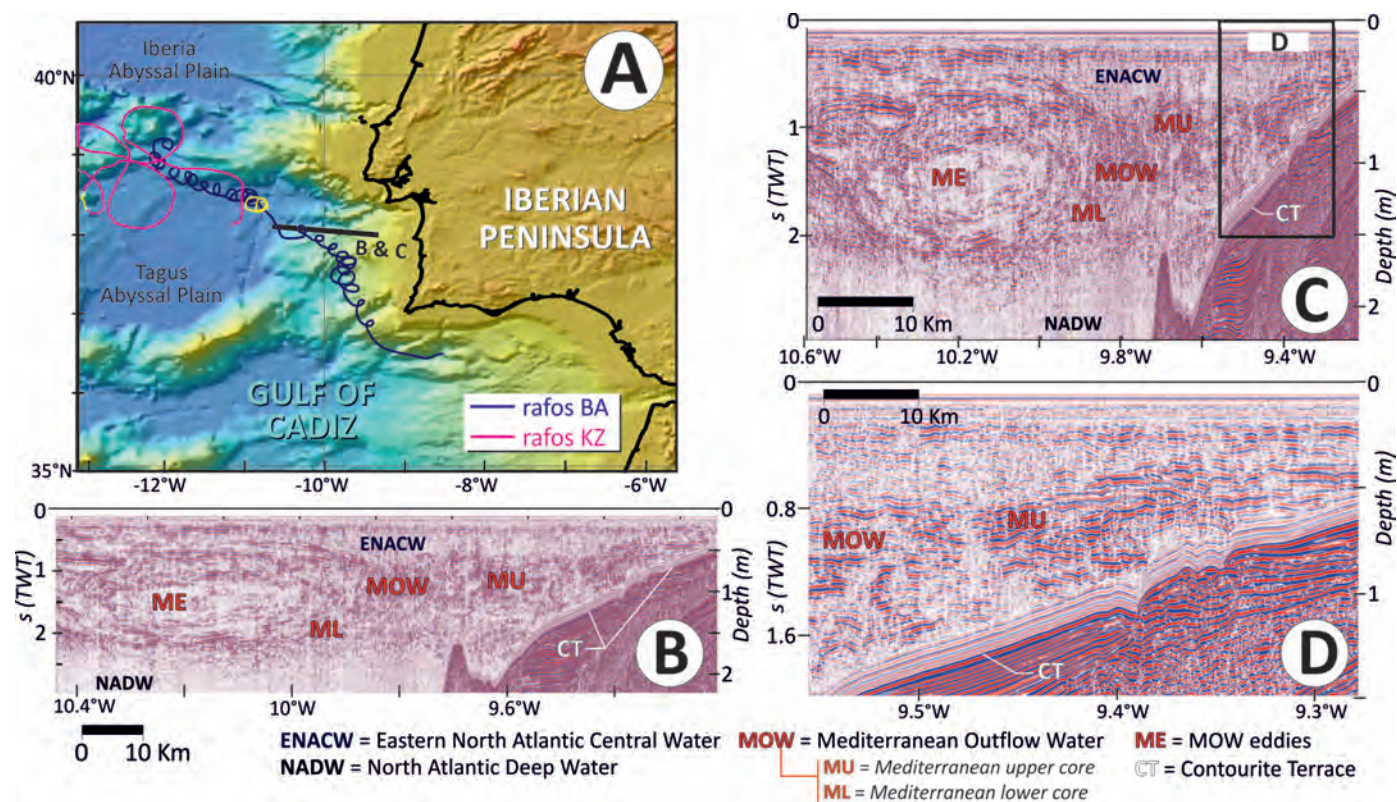 A
Iberia
Abyssal Plain
40°N
IBERIAN
PENINSULA
B & C
Tagus
Abyssal Plain
GULF OF
CADIZ
rafos BA
rafos KZ
35°N
-12°W
-10°W
-8°W
-6°W
0
1
2
s (TWT)
ENACW
ME
MOW
MU
ML
CT
NADW
B
0
1
2
Depth (m)
10.4°W
10°W
9.6°W
0 10 Km
0
1
2
s (TWT)
D
ENACW
MU
ME
MOW
ML
CT
0 10 Km
NADW
C
0
1
2
Depth (m)
10.6°W
10.2°W
9.8°W
9.4°W
0
0.8
1.6
s (TWT)
0 10 Km
MOW
MU
CT
D
0
1
Depth (m)
9.5°W
9.4°W
9.3°W
ENACW = Eastern North Atlantic Central Water
NADW = North Atlantic Deep Water
MOW = Mediterranean Outflow Water
MU = Mediterranean upper core
ML = Mediterranean lower core
ME = MOW eddies
CT = Contourite Terrace